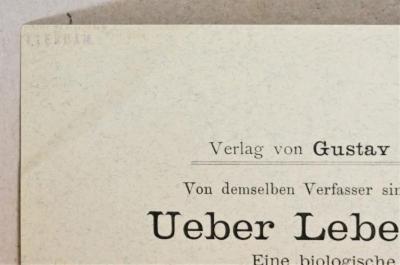 Verlag von Gustav
Von demselben Verfasser sin
Ueber Lebe
Eine biologische